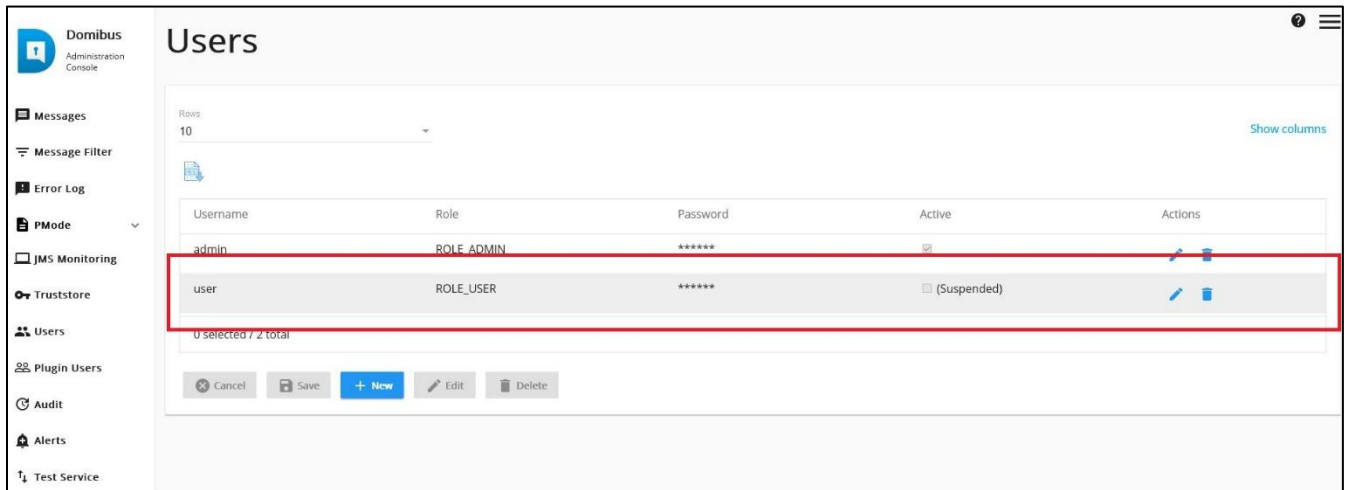 Domibus
Administration
Console
Users
Messages
Message Filter
Error Log
PMode
JMS Monitoring
Truststore
Users
Plugin Users
Audit
Alerts
Test Service
Rows
10
Show columns
Username Role Password Active Actions
admin ROLE_ADMIN ******
user ROLE_USER ****** (Suspended)
0 selected / 2 total
Cancel Save + New Edit Delete